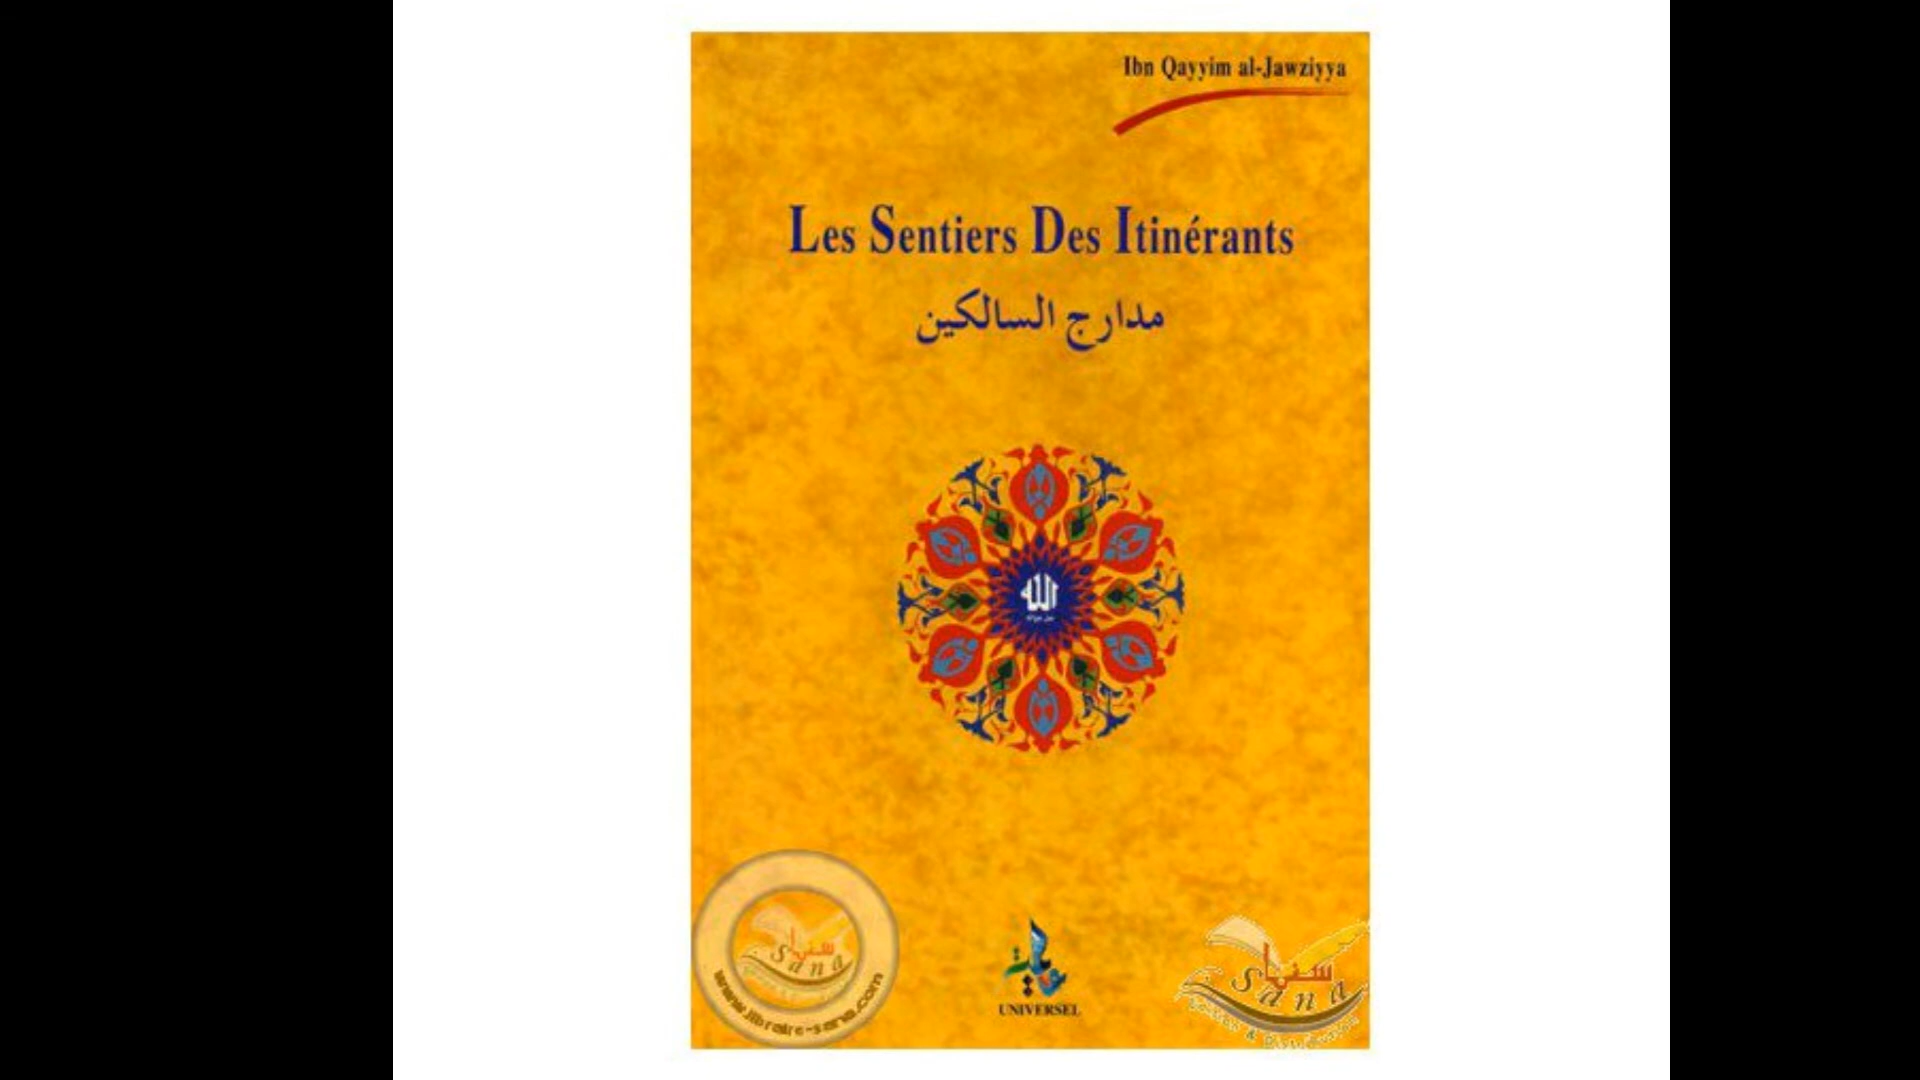 Ibn Qayyim al-Jawziyya
Les Sentiers Des Itinérants
مدارج السالكين
الله
UNIVERSEL
سنا
sana
www.libraire-sana.com
سنا
sana